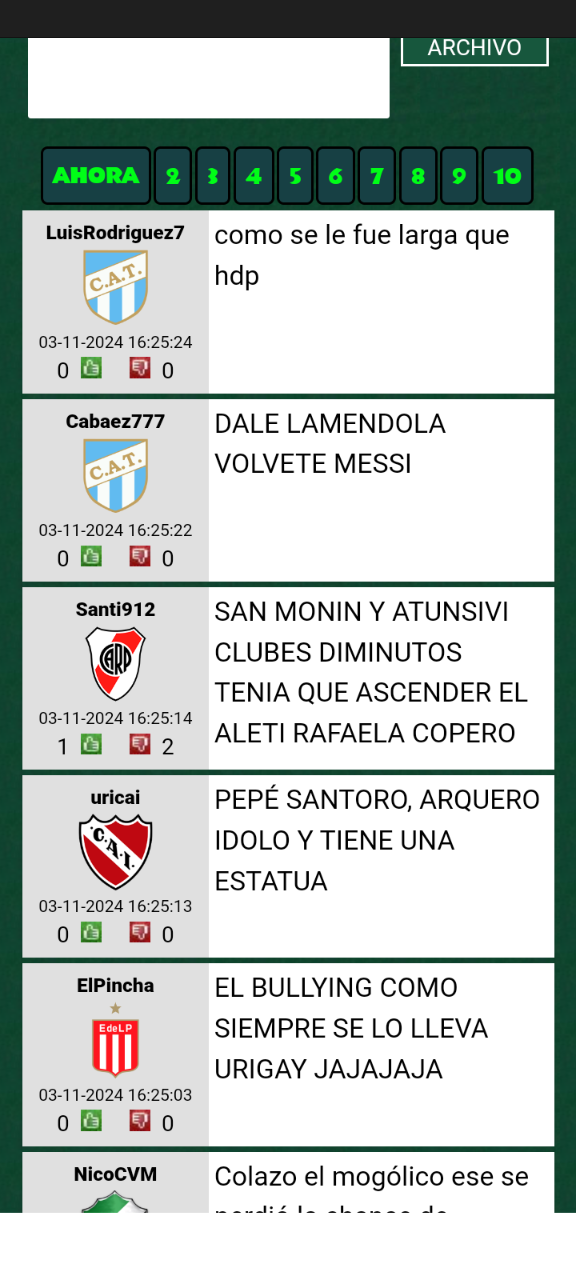 ARCHIVO
AHORA 2 3 4 5 6 7 8 9 10
LuisRodriguez7
C.A.T.
03-11-2024 16:25:24
0 0
como se le fue larga que
hdp
Cabaez777
C.A.T.
03-11-2024 16:25:22
0 0
DALE LAMENDOLA
VOLVETE MESSI
Santi912
CARP
03-11-2024 16:25:14
1 2
SAN MONIN Y ATUNSIVI
CLUBES DIMINUTOS
TENIA QUE ASCENDER EL
ALETI RAFAELA COPERO
uricai
C.A.I.
03-11-2024 16:25:13
0 0
PEPÉ SANTORO, ARQUERO
IDOLO Y TIENE UNA
ESTATUA
ElPincha
EdeLP
03-11-2024 16:25:03
0 0
EL BULLYING COMO
SIEMPRE SE LO LLEVA
URIGAY JAJAJAJA
NicoCVM
Colazo el mogólico ese se